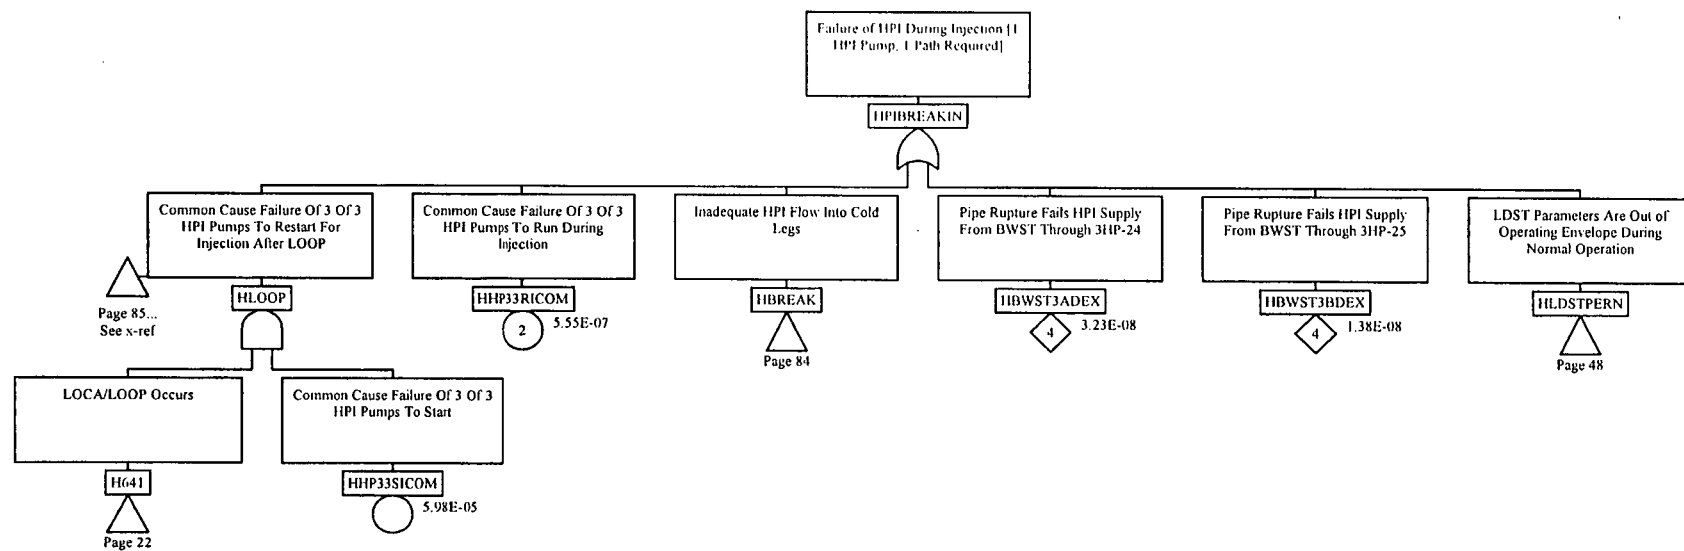 Failure of HPI During Injection [1
HPI Pump, 1 Path Required]
HPIBREAKIN
Common Cause Failure Of 3 Of 3
HPI Pumps To Restart For
Injection After LOOP
HLOOP
Page 85...
See x-ref
Common Cause Failure Of 3 Of 3
HPI Pumps To Run During
Injection
HHP33RICOM
2
5.55E-07
Inadequate HPI Flow Into Cold
Legs
HBREAK
Page 84
Pipe Rupture Fails HPI Supply
From BWST Through 3HP-24
HBWST3ADEX
4
3.23E-08
Pipe Rupture Fails HPI Supply
From BWST Through 3HP-25
HBWST3BDEX
4
1.38E-08
LDST Parameters Are Out of
Operating Envelope During
Normal Operation
HLDSTPERN
Page 48
LOCA/LOOP Occurs
H641
Page 22
Common Cause Failure Of 3 Of 3
HPI Pumps To Start
HHP33SICOM
5.98E-05